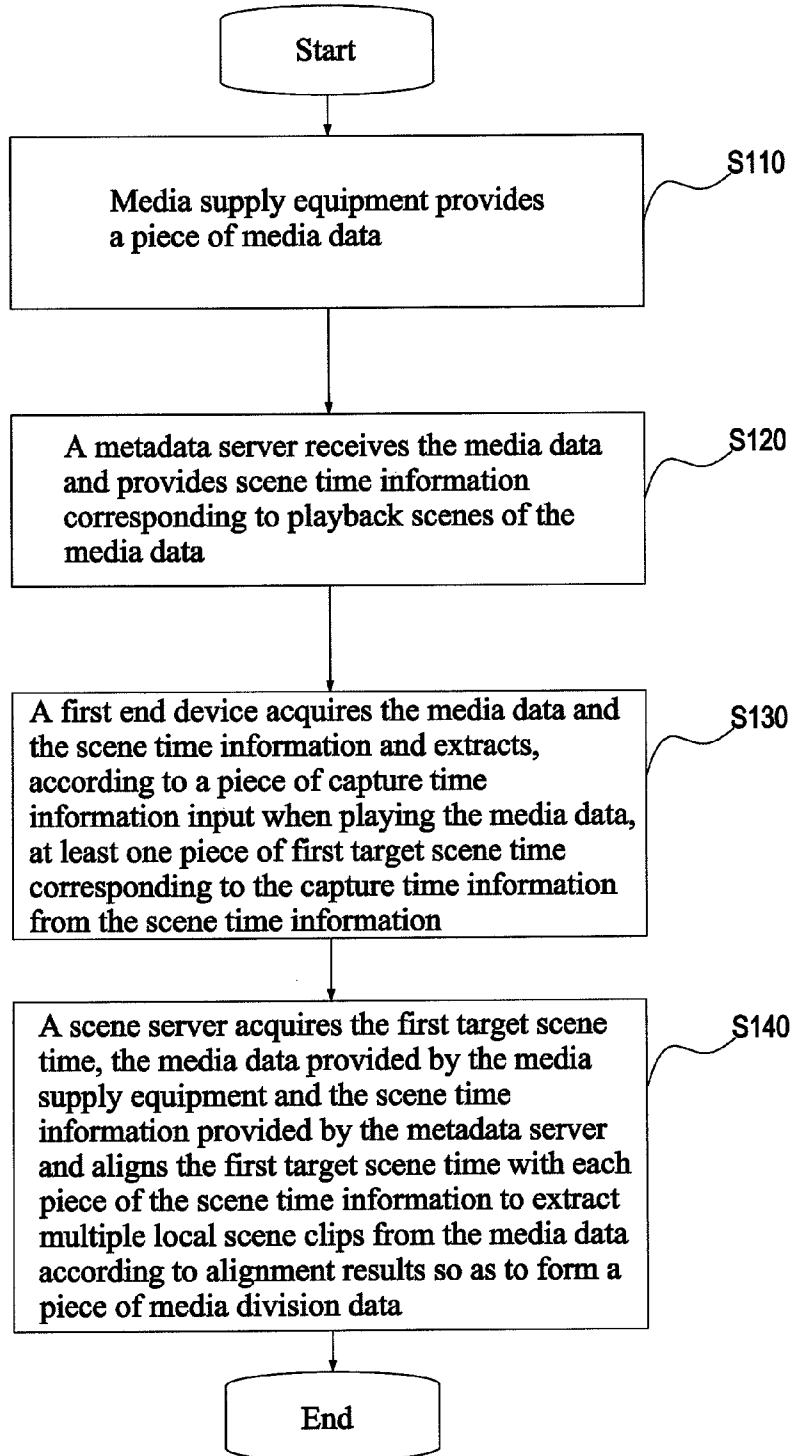 Start
Media supply equipment provides
a piece of media data
S110
A metadata server receives the media data
and provides scene time information
corresponding to playback scenes of the
media data
S120
A first end device acquires the media data and
the scene time information and extracts,
according to a piece of capture time
information input when playing the media data,
at least one piece of first target scene time
corresponding to the capture time information
from the scene time information
S130
A scene server acquires the first target scene
time, the media data provided by the media
supply equipment and the scene time
information provided by the metadata server
and aligns the first target scene time with each
piece of the scene time information to extract
multiple local scene clips from the media data
according to alignment results so as to form a
piece of media division data
S140
End